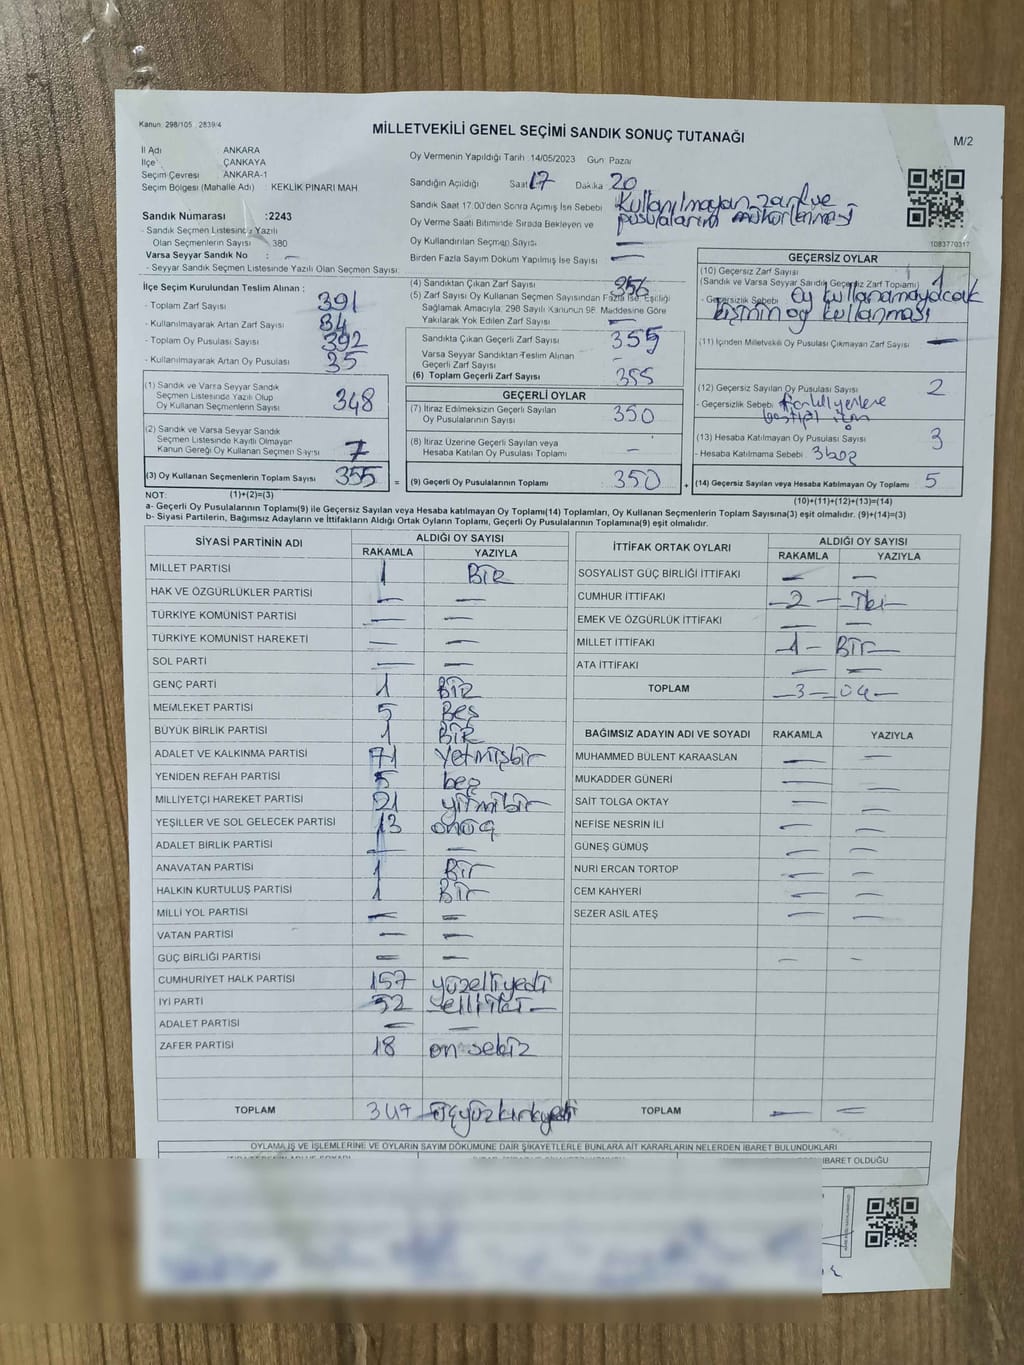 Kanun: 298/105 2839/4
MİLLETVEKİLİ GENEL SEÇİMİ SANDIK SONUÇ TUTANAĞI
M/2
İl Adı ANKARA
İlçe ÇANKAYA
Seçim Çevresi ANKARA-1
Seçim Bölgesi (Mahalle Adı) : KEKLİK PINARI MAH
Oy Vermenin Yapıldığı Tarih :14/05/2023 Gün Pazar
Sandığın Açıldığı Saat 17 Dakika 20
Sandık Saat 17.00'den Sonra Açımış İse Sebebi Kullanılmayan zarf ve
Oy Verme Saati Bitiminde Sırada Bekleyen ve pusulaların mühürlenmesi
Oy Kullandırılan Seçmen Sayısı —
Birden Fazla Sayım Döküm Yapılmış İse Sayısı —
1083770317
Sandık Numarası :2243
- Sandık Seçmen Listesinde Yazılı
Olan Seçmenlerin Sayısı : 380
Varsa Seyyar Sandık No : —
- Seyyar Sandık Seçmen Listesinde Yazılı Olan Seçmen Sayısı:
İlçe Seçim Kurulundan Teslim Alınan :
- Toplam Zarf Sayısı 391
- Kullanılmayarak Artan Zarf Sayısı
- Toplam Oy Pusulası Sayısı 392
- Kullanılmayarak Artan Oy Pusulası 35
(1) Sandık ve Varsa Seyyar Sandık
Seçmen Listesinde Yazılı Olup
Oy Kullanan Seçmenlerin Sayısı 348
(2) Sandık ve Varsa Seyyar Sandık
Seçmen Listesinde Kayıtlı Olmayan
Kanun Gereği Oy Kullanan Seçmen Sayısı 7
(3) Oy Kullanan Seçmenlerin Toplam Sayısı 355 =
(4) Sandıktan Çıkan Zarf Sayısı 356
(5) Zarf Sayısı Oy Kullanan Seçmen Sayısından Fazla İse, Eşitliği
Sağlamak Amacıyla, 298 Sayılı Kanunun 98. Maddesine Göre
Yakılarak Yok Edilen Zarf Sayısı —
Sandıkta Çıkan Geçerli Zarf Sayısı 355
Varsa Seyyar Sandıktan Teslim Alınan
Geçerli Zarf Sayısı —
(6) Toplam Geçerli Zarf Sayısı 355
GEÇERLİ OYLAR
(7) İtiraz Edilmeksizin Geçerli Sayılan
Oy Pusulalarının Sayısı 350
(8) İtiraz Üzerine Geçerli Sayılan veya
Hesaba Katılan Oy Pusulası Toplamı —
(9) Geçerli Oy Pusulalarının Toplamı 350 +
GEÇERSİZ OYLAR
(10) Geçersiz Zarf Sayısı
(Sandık ve Varsa Seyyar Sandık Geçersiz Zarf Toplamı) 1
- Geçersizlik Sebebi : oy kullanamayacak
kişinin oy kullanması
(11) İçinden Milletvekili Oy Pusulası Çıkmayan Zarf Sayısı —
(12) Geçersiz Sayılan Oy Pusulası Sayısı 2
- Geçersizlik Sebebi farklı yerlere
için
(13) Hesaba Katılmayan Oy Pusulası Sayısı 3
- Hesaba Katılmama Sebebi 3 boş
(14) Geçersiz Sayılan veya Hesaba Katılmayan Oy Toplamı 5
NOT: (1)+(2)=(3) (10)+(11)+(12)+(13)=(14)
a- Geçerli Oy Pusulalarının Toplamı(9) ile Geçersiz Sayılan veya Hesaba katılmayan Oy Toplamı(14) Toplamları, Oy Kullanan Seçmenlerin Toplam Sayısına(3) eşit olmalıdır. (9)+(14)=(3)
b- Siyasi Partilerin, Bağımsız Adayların ve İttifakların Aldığı Ortak Oyların Toplamı, Geçerli Oy Pusulalarının Toplamına(9) eşit olmalıdır.
SİYASİ PARTİNİN ADI ALDIĞI OY SAYISI
RAKAMLA YAZIYLA
MİLLET PARTİSİ 1 BİR
HAK VE ÖZGÜRLÜKLER PARTİSİ — —
TÜRKİYE KOMÜNİST PARTİSİ — —
TÜRKİYE KOMÜNİST HAREKETİ — —
SOL PARTİ — —
GENÇ PARTİ 1 BİR
MEMLEKET PARTİSİ 5 Beş
BÜYÜK BİRLİK PARTİSİ 1 BİR
ADALET VE KALKINMA PARTİSİ 71 Yetmişbir
YENİDEN REFAH PARTİSİ 5 beş
MİLLİYETÇİ HAREKET PARTİSİ 21 yirmibir
YEŞİLLER VE SOL GELECEK PARTİSİ 13 onüç
ADALET BİRLİK PARTİSİ — —
ANAVATAN PARTİSİ 1 Bir
HALKIN KURTULUŞ PARTİSİ 1 Bir
MİLLİ YOL PARTİSİ — —
VATAN PARTİSİ — —
GÜÇ BİRLİĞİ PARTİSİ — —
CUMHURİYET HALK PARTİSİ 157 yüzelliyedi
İYİ PARTİ 52 elliiki
ADALET PARTİSİ — —
ZAFER PARTİSİ 18 on sekiz
TOPLAM 347 üçyüzkırkyedi
İTTİFAK ORTAK OYLARI ALDIĞI OY SAYISI
RAKAMLA YAZIYLA
SOSYALİST GÜÇ BİRLİĞİ İTTİFAKI — —
CUMHUR İTTİFAKI —2— İki—
EMEK VE ÖZGÜRLÜK İTTİFAKI — —
MİLLET İTTİFAKI —1— BİR—
ATA İTTİFAKI — —
TOPLAM —3— üç—
BAĞIMSIZ ADAYIN ADI VE SOYADI RAKAMLA YAZIYLA
MUHAMMED BÜLENT KARAASLAN — —
MUKADDER GÜNERİ —
SAİT TOLGA OKTAY — —
NEFİSE NESRİN İLİ — —
GÜNEŞ GÜMÜŞ — —
NURİ ERCAN TORTOP — —
CEM KAHYERİ — —
SEZER ASİL ATEŞ — —
— —
TOPLAM — —
OYLAMA İŞ VE İŞLEMLERİNE VE OYLARIN SAYIM DÖKÜMÜNE DAİR ŞİKAYETLERLE BUNLARA AİT KARARLARIN NELERDEN İBARET BULUNDUKLARI
İBARET OLDUĞU